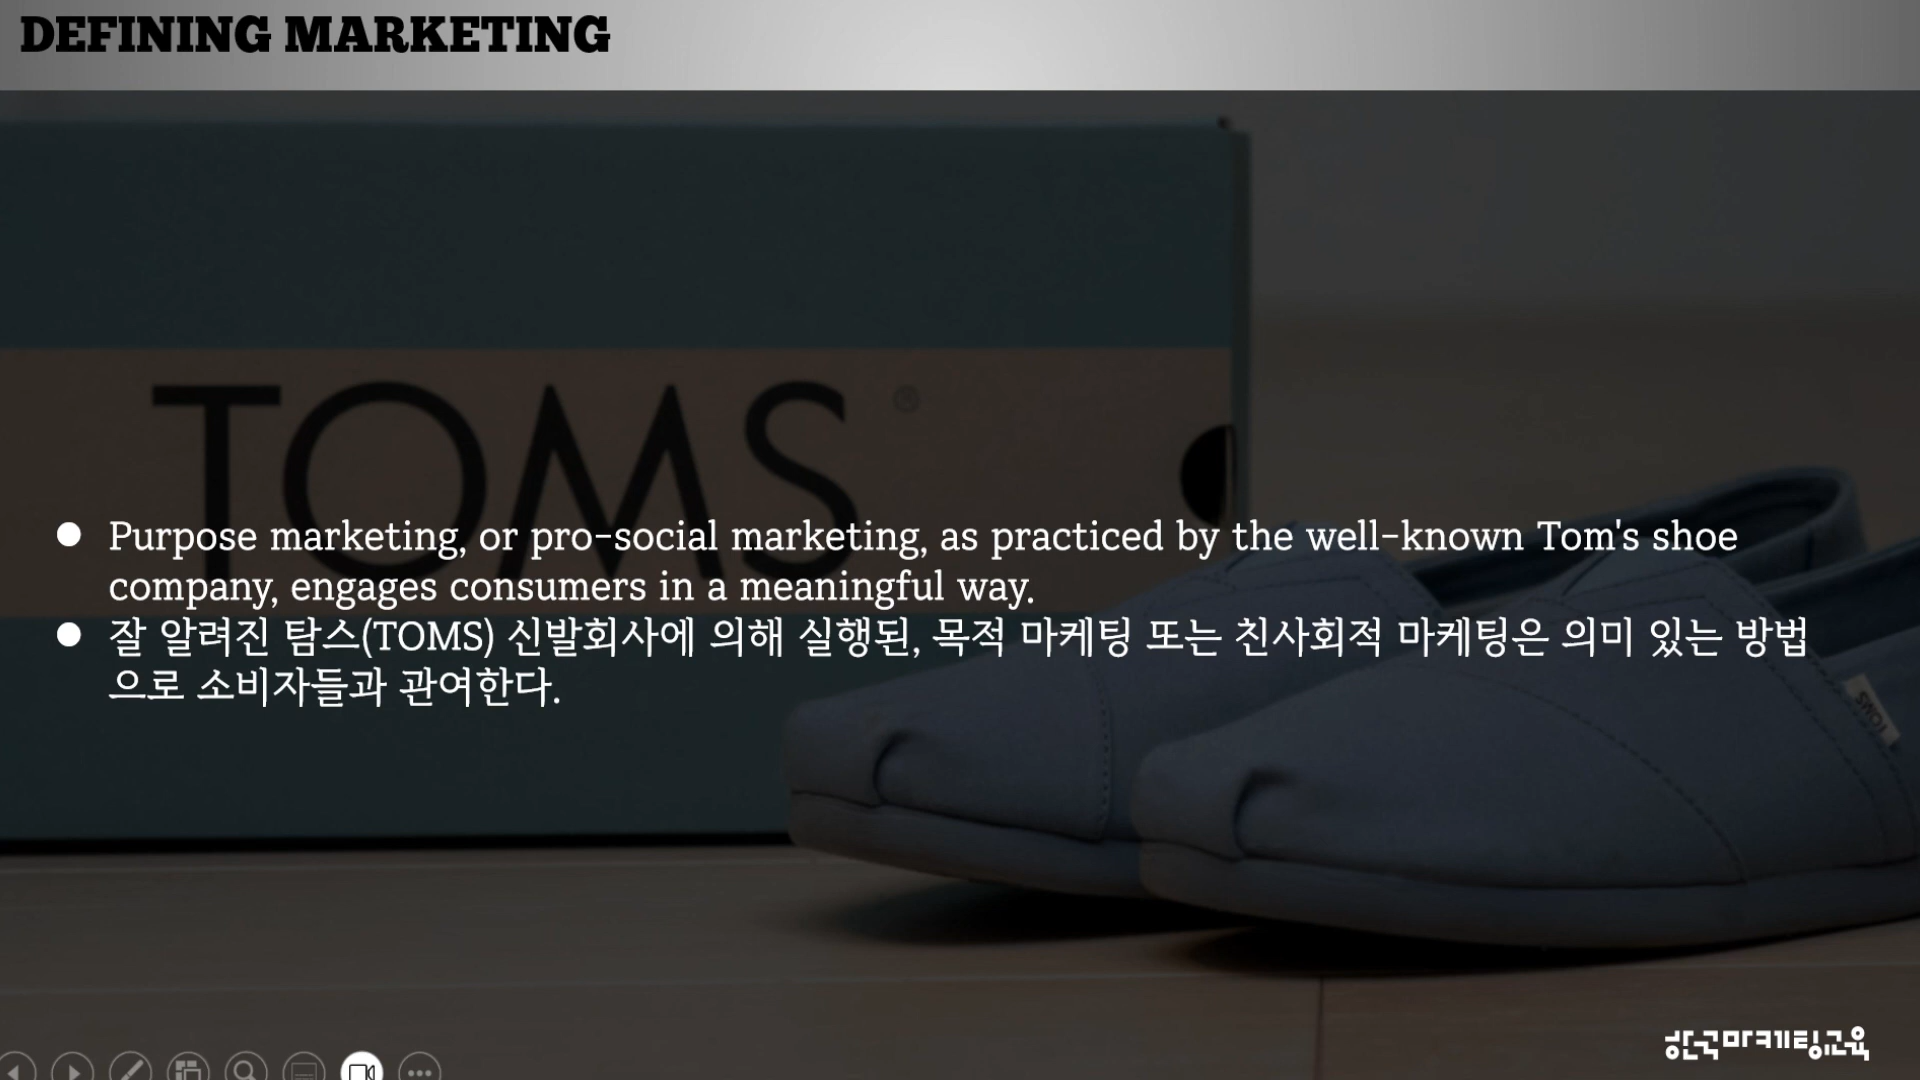 DEFINING MARKETING
TOMS ®
● Purpose marketing, or pro-social marketing, as practiced by the well-known Tom's shoe
company, engages consumers in a meaningful way.
● 잘 알려진 탐스(TOMS) 신발회사에 의해 실행된, 목적 마케팅 또는 친사회적 마케팅은 의미 있는 방법
으로 소비자들과 관여한다.
TOMS
한국마케팅교육